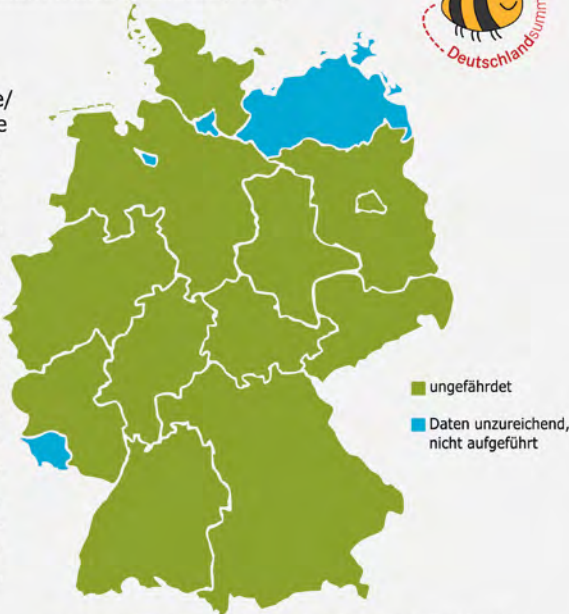 Deutschlandsumm
e/
e
ungefährdet
Daten unzureichend,
nicht aufgeführt